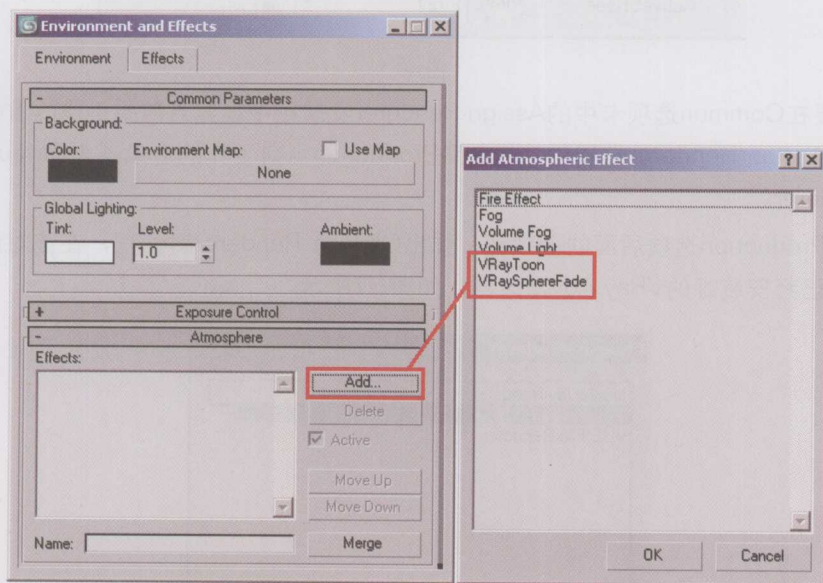 Environment and Effects
Environment Effects
- Common Parameters
Background:
Color: Environment Map: Use Map
None
Global Lighting:
Tint: Level: Ambient:
1.0
+ Exposure Control
- Atmosphere
Effects:
Add...
Delete
Active
Move Up
Move Down
Name: Merge
Add Atmospheric Effect
Fire Effect
Fog
Volume Fog
Volume Light
VRayToon
VRaySphereFade
OK Cancel